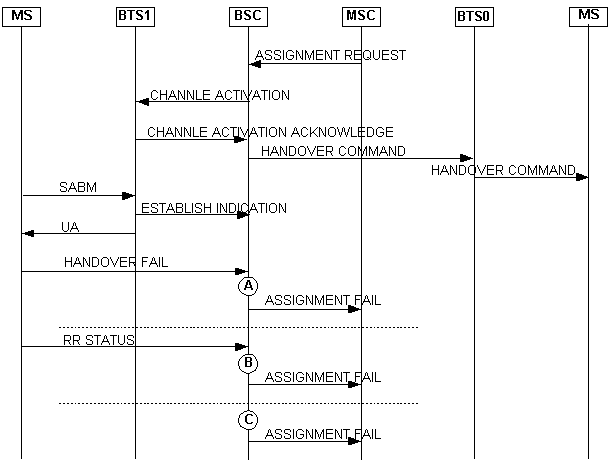 MS BTS1 BSC MSC BTS0 MS
ASSIGNMENT REQUEST
CHANNLE ACTIVATION
CHANNLE ACTIVATION ACKNOWLEDGE
HANDOVER COMMAND
HANDOVER COMMAND
SABM
ESTABLISH INDICATION
UA
HANDOVER FAIL
A
ASSIGNMENT FAIL
RR STATUS
B
ASSIGNMENT FAIL
C
ASSIGNMENT FAIL